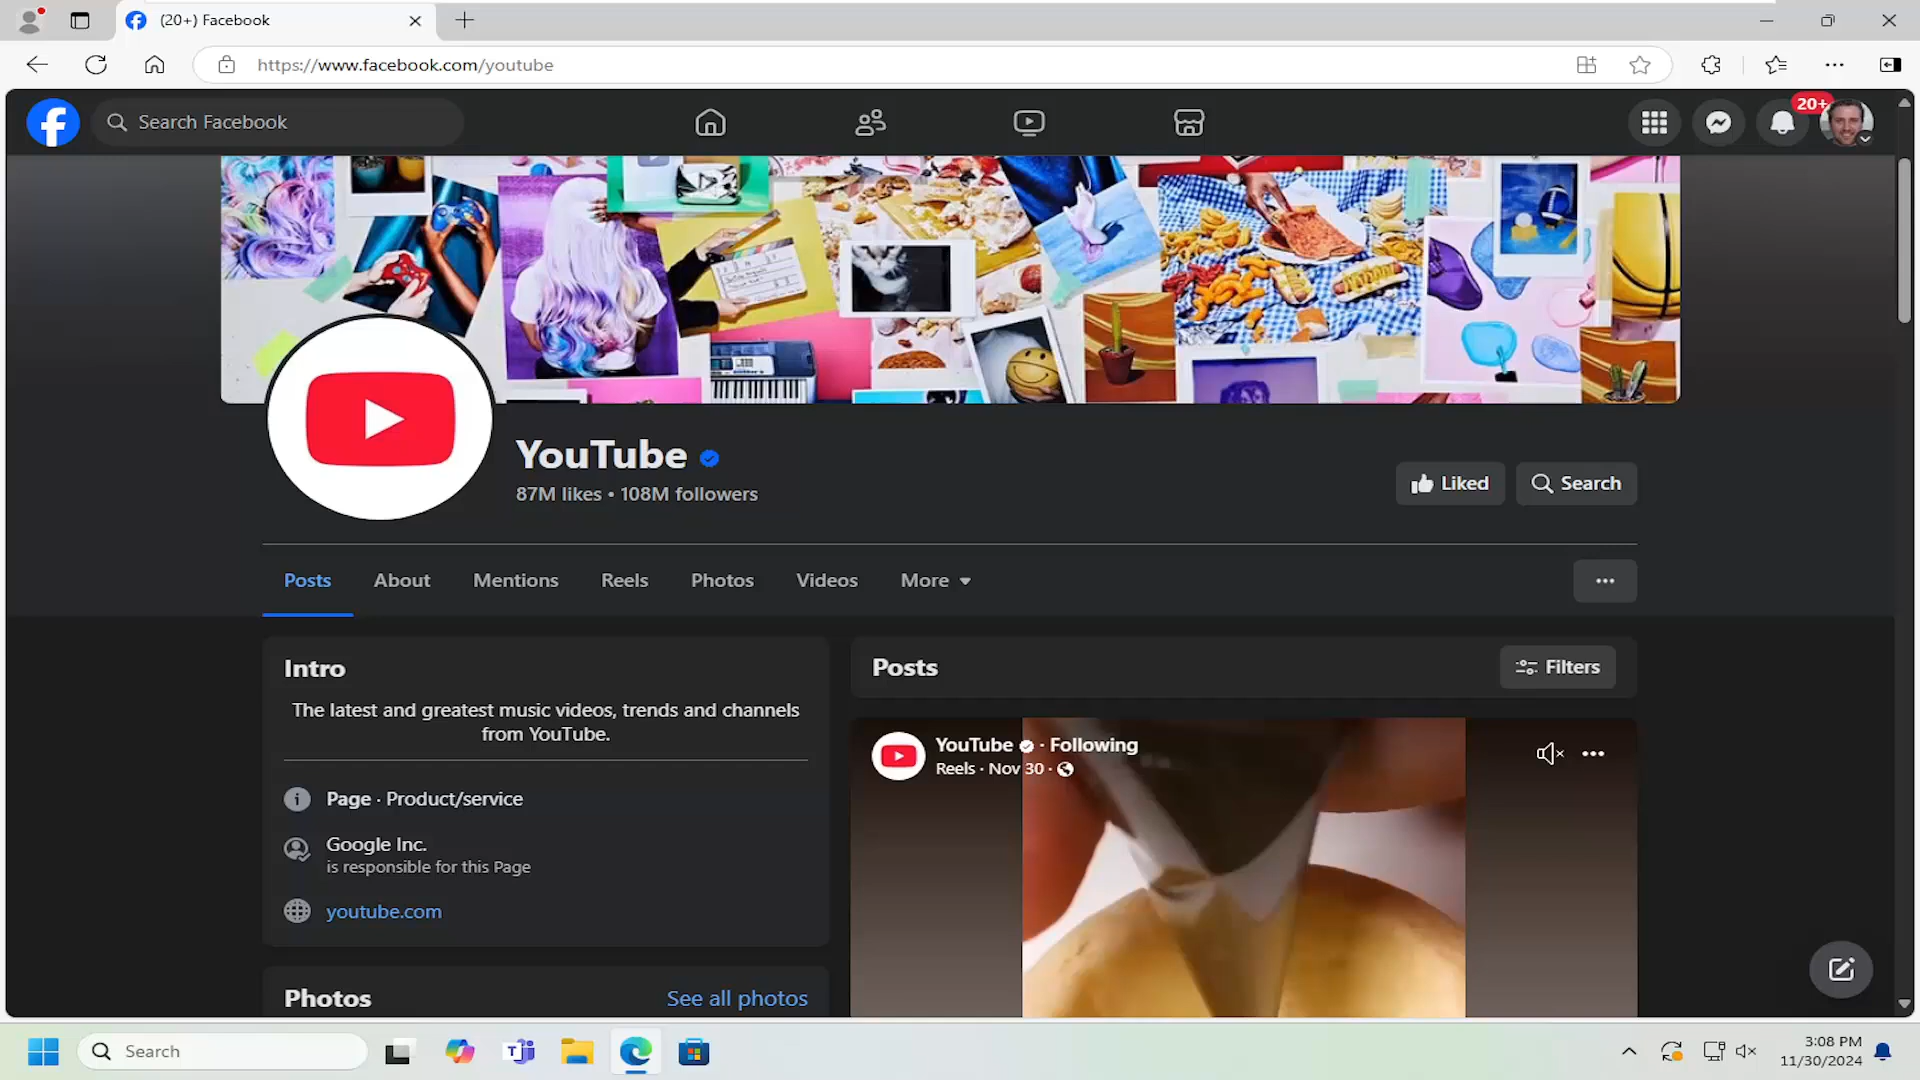 (20+) Facebook
https://www.facebook.com/youtube
Search Facebook
20+
YouTube
87M likes • 108M followers
Liked
Search
Posts
About
Mentions
Reels
Photos
Videos
More
Intro
The latest and greatest music videos, trends and channels
from YouTube.
Page · Product/service
Google Inc.
is responsible for this Page
youtube.com
Photos
See all photos
Posts
Filters
YouTube · Following
Reels · Nov 30 ·
Search
3:08 PM
11/30/2024